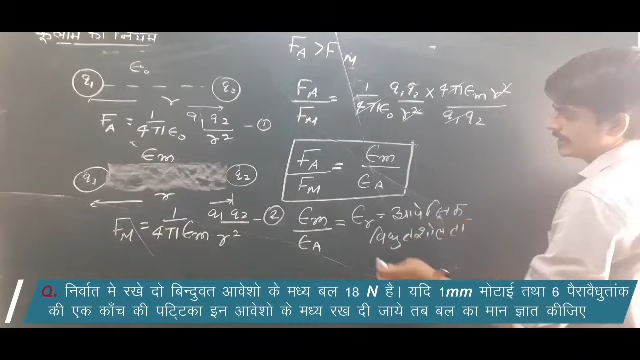 कूलॉम का नियम
ϵ₀
q₁ q₂
r
F_A = 1/4πϵ₀ q₁q₂/r² —①
ϵm
q₁ q₂
r
F_M = 1/4πϵm q₁q₂/r² —②
F_A > F_M
F_A/F_M = 1/4πϵ₀ q₁q₂/r² × 4πϵm r²/q₁q₂
F_A/F_M = ϵm/ϵ_A
ϵm/ϵ_A = ϵr = आपेक्षिक
विद्युतशीलता
Q. निर्वात मे रखे दो बिन्दुवत आवेशो के मध्य बल 18 N है। यदि 1mm मोटाई तथा 6 पैरावैधुतांक
की एक काँच की पट्टिका इन आवेशो के मध्य रख दी जाये तब बल का मान ज्ञात कीजिए